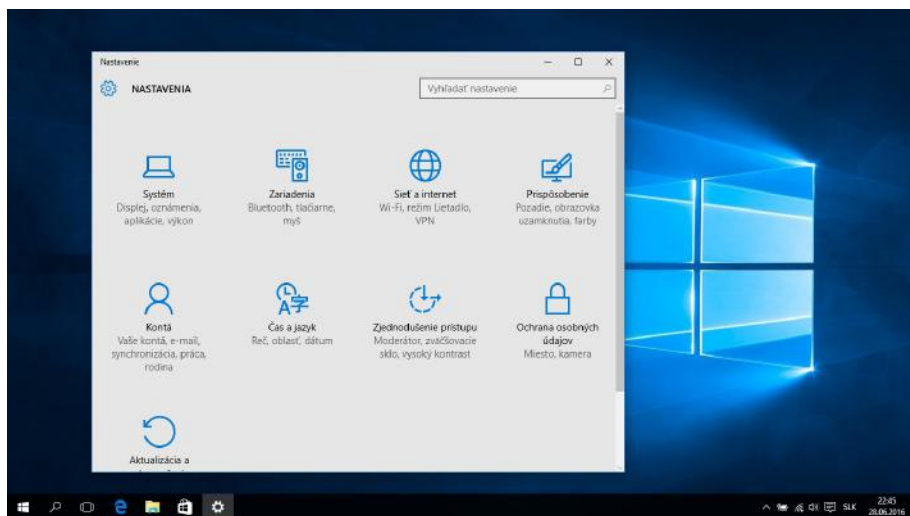 Nastavenie
NASTAVENIA
Vyhľadať nastavenie
Systém
Displej, oznámenia,
aplikácie, výkon
Zariadenia
Bluetooth, tlačiarne,
myš
Sieť a internet
Wi-Fi, režim Lietadlo,
VPN
Prispôsobenie
Pozadie, obrazovka
uzamknutia, farby
Kontá
Vaše kontá, e-mail,
synchronizácia, práca,
rodina
Čas a jazyk
Reč, oblasť, dátum
Zjednodušenie prístupu
Moderátor, zväčšovacie
sklo, vysoký kontrast
Ochrana osobných
údajov
Miesto, kamera
Aktualizácia a
SLK
22:45
28.06.2016